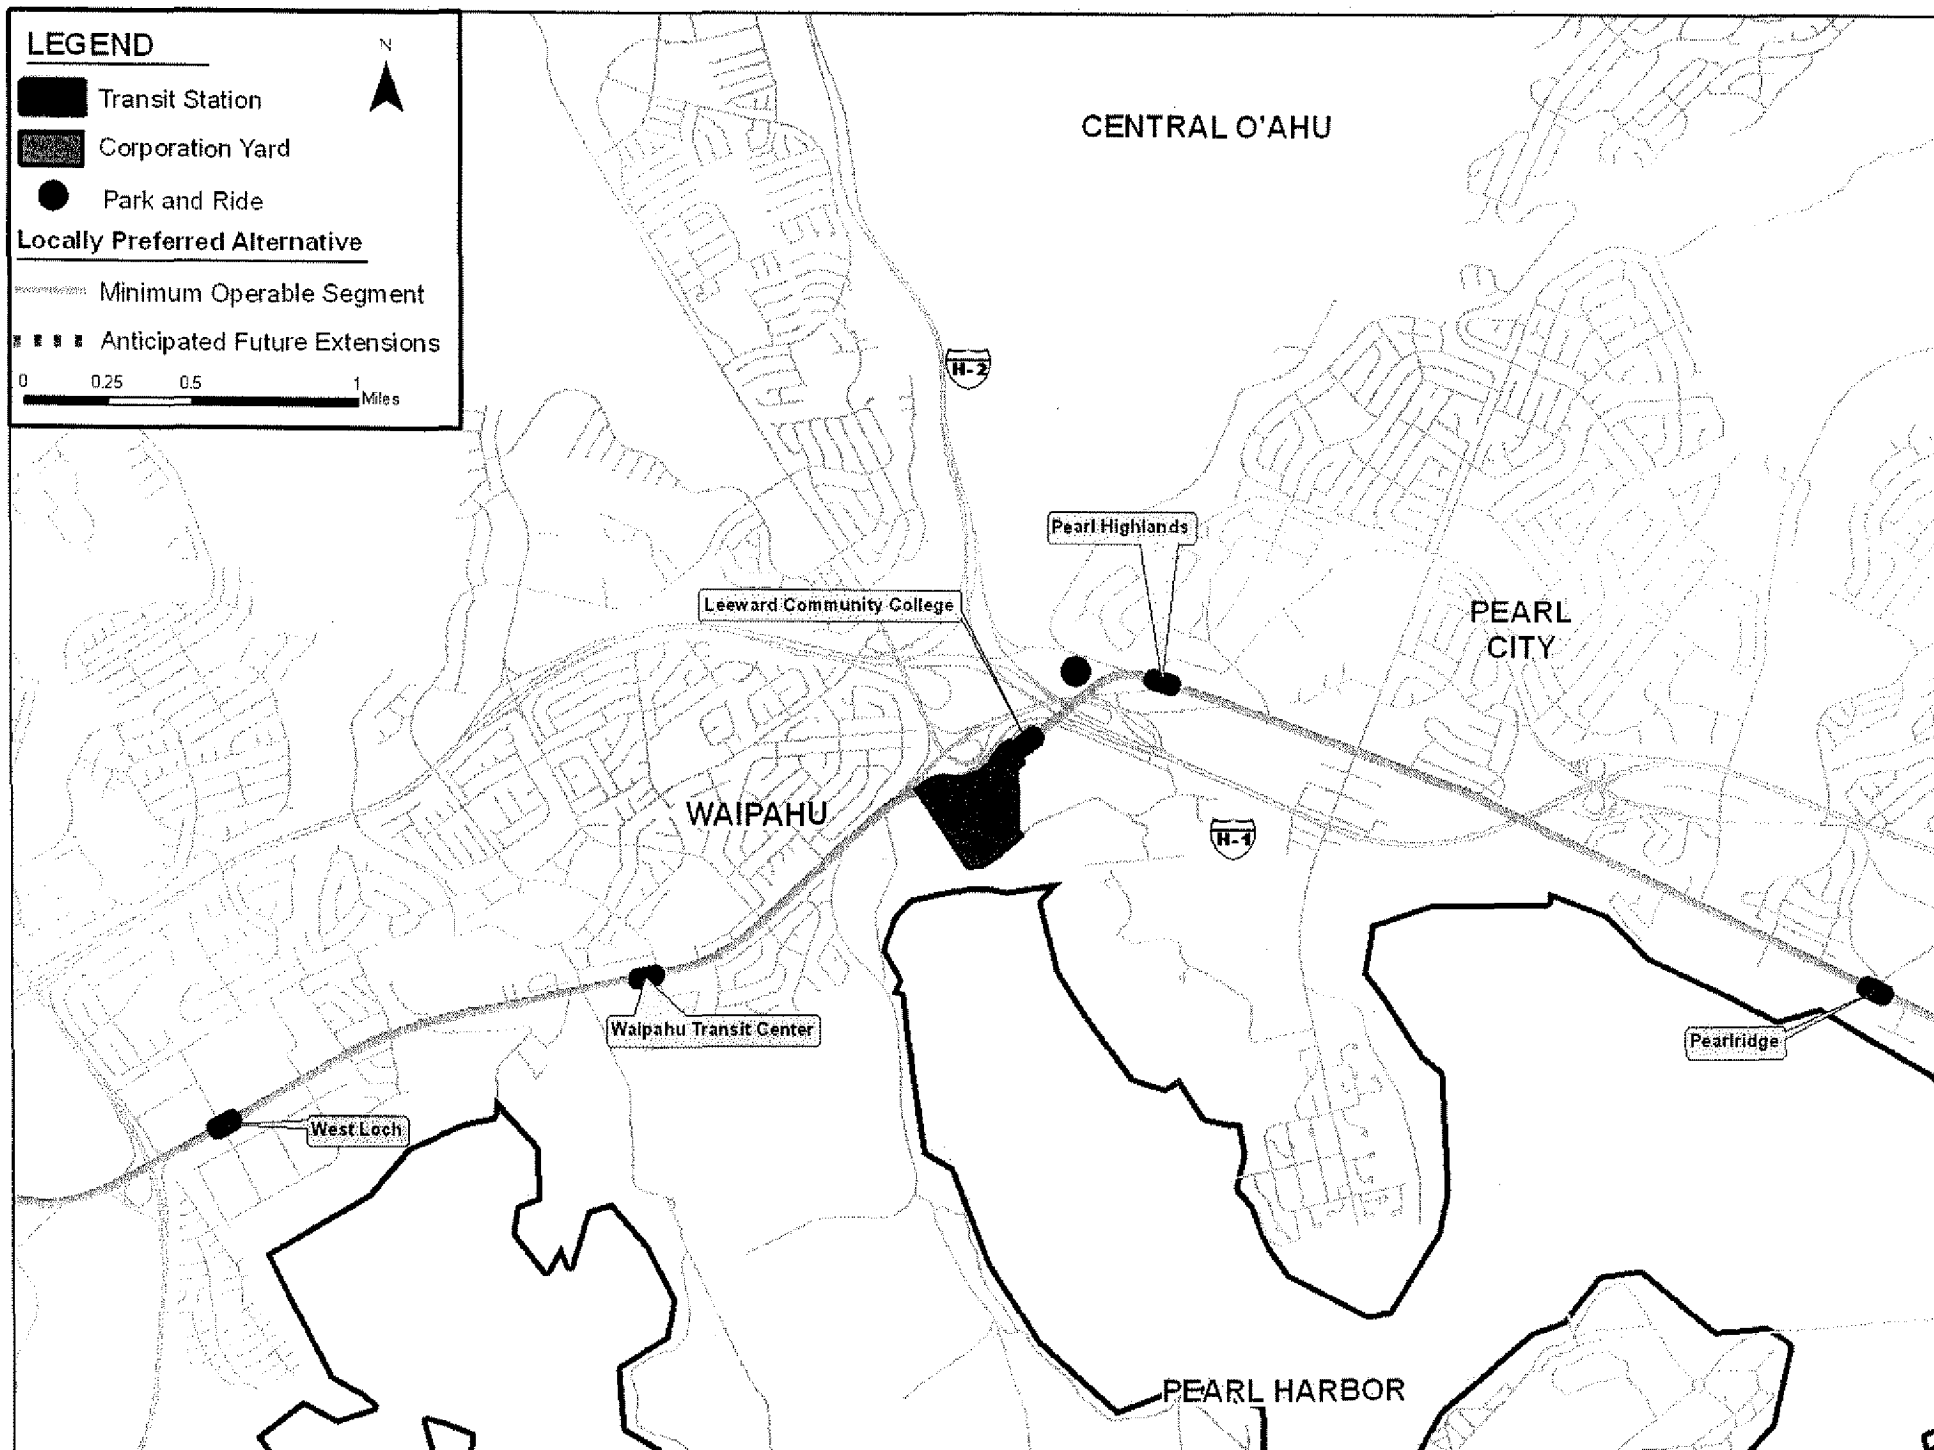 LEGEND
N
Transit Station
Corporation Yard
Park and Ride
Locally Preferred Alternative
Minimum Operable Segment
Anticipated Future Extensions
0 0.25 0.5 1
Miles
CENTRAL O'AHU
H-2
Pearl Highlands
Leeward Community College
PEARL
CITY
WAIPAHU
H-1
Waipahu Transit Center
Pearlridge
West Loch
PEARL HARBOR